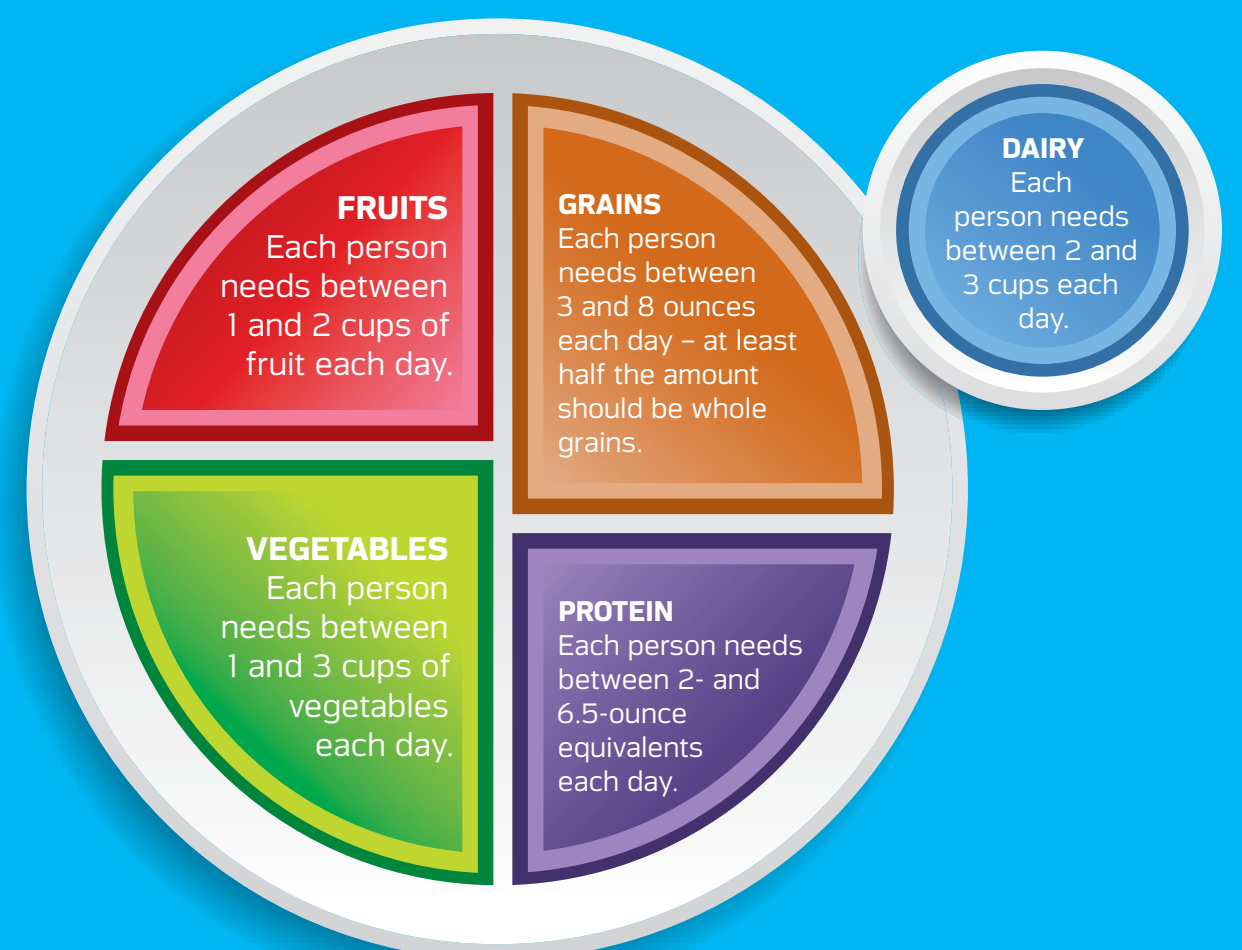 FRUITS
Each person
needs between
1 and 2 cups of
fruit each day.
GRAINS
Each person
needs between
3 and 8 ounces
each day – at least
half the amount
should be whole
grains.
DAIRY
Each
person needs
between 2 and
3 cups each
day.
VEGETABLES
Each person
needs between
1 and 3 cups of
vegetables
each day.
PROTEIN
Each person needs
between 2- and
6.5-ounce
equivalents
each day.